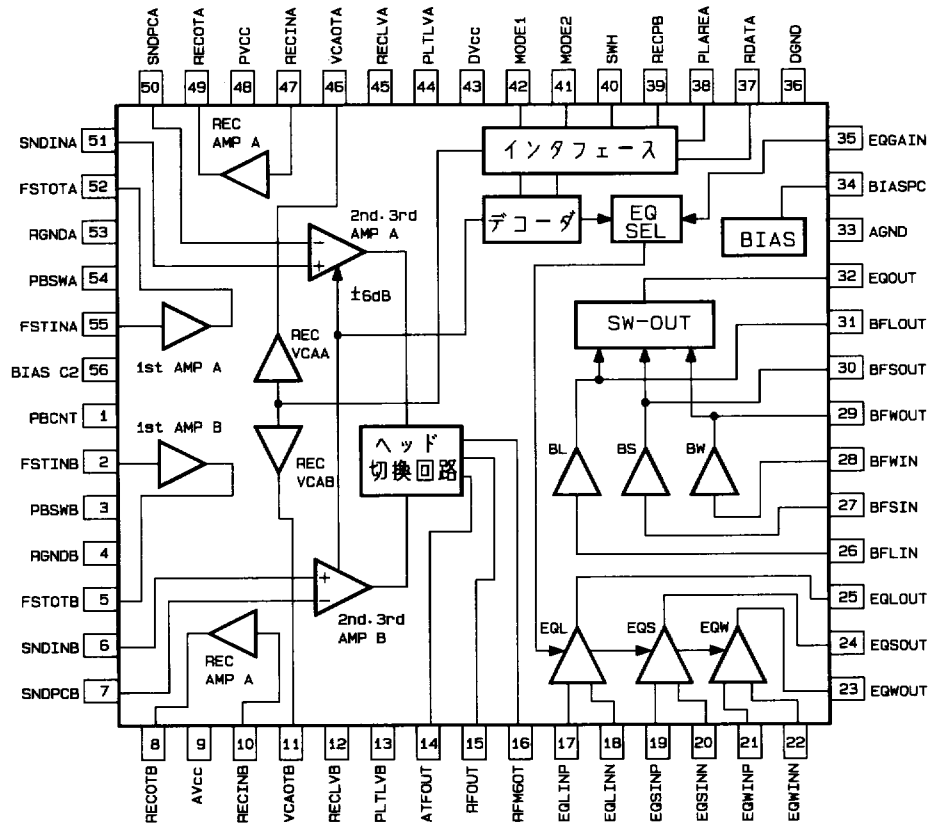 SNDPCA
RECOTA
PVCC
RECINA
VCAOTA
RECLVA
PLTLVA
DVcc
MODE1
MODE2
SWH
RECPB
PLAREA
RDATA
DGND
50 49 48 47 46 45 44 43 42 41 40 39 38 37 36
SNDINA 51
FSTOTA 52
RGNDA 53
PBSWA 54
FSTINA 55
BIAS C2 56
PBCNT 1
FSTINB 2
PBSWB 3
RGNDB 4
FSTOTB 5
SNDINB 6
SNDPCB 7
REC
AMP A
インタフェース
デコーダ
EQ
SEL
BIAS
2nd.3rd
AMP A
−
+
±6dB
SW-OUT
1st AMP A
REC
VCAA
1st AMP B
REC
VCAB
ヘッド
切換回路
BL
BS
BW
+
−
2nd.3rd
AMP B
REC
AMP A
EQL
EQS
EQW
35 EQGAIN
34 BIASPC
33 AGND
32 EQOUT
31 BFLOUT
30 BFSOUT
29 BFWOUT
28 BFWIN
27 BFSIN
26 BFLIN
25 EQLOUT
24 EQSOUT
23 EQWOUT
8 9 10 11 12 13 14 15 16 17 18 19 20 21 22
RECOTB
AVcc
RECINB
VCAOTB
RECLVB
PLTLVB
ATFOUT
RFOUT
RFM6OT
EQLINP
EQLINN
EQSINP
EQSINN
EQWINP
EQWINN